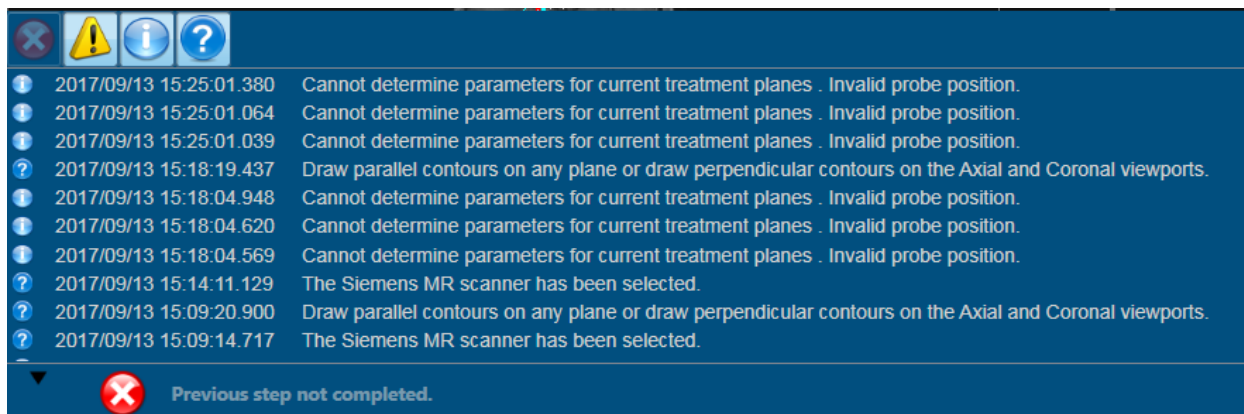 2017/09/13 15:25:01.380 Cannot determine parameters for current treatment planes . Invalid probe position.
2017/09/13 15:25:01.064 Cannot determine parameters for current treatment planes . Invalid probe position.
2017/09/13 15:25:01.039 Cannot determine parameters for current treatment planes . Invalid probe position.
2017/09/13 15:18:19.437 Draw parallel contours on any plane or draw perpendicular contours on the Axial and Coronal viewports.
2017/09/13 15:18:04.948 Cannot determine parameters for current treatment planes . Invalid probe position.
2017/09/13 15:18:04.620 Cannot determine parameters for current treatment planes . Invalid probe position.
2017/09/13 15:18:04.569 Cannot determine parameters for current treatment planes . Invalid probe position.
2017/09/13 15:14:11.129 The Siemens MR scanner has been selected.
2017/09/13 15:09:20.900 Draw parallel contours on any plane or draw perpendicular contours on the Axial and Coronal viewports.
2017/09/13 15:09:14.717 The Siemens MR scanner has been selected.
Previous step not completed.